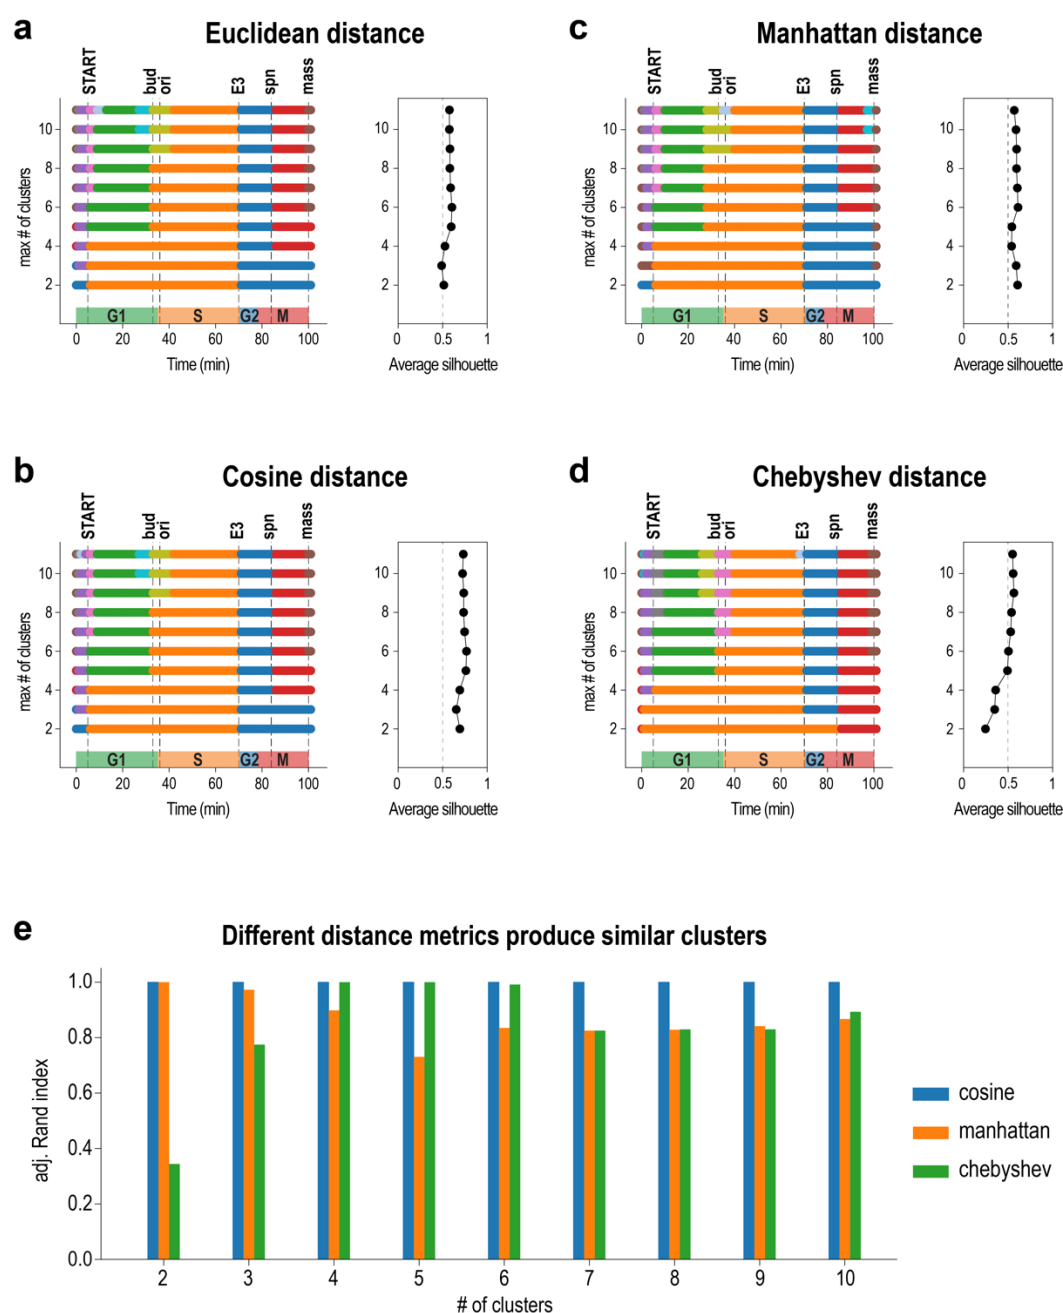 a
Euclidean distance
START
bud
ori
E3
spn
mass
10
8
6
4
2
max # of clusters
G1 S G2 M
0 20 40 60 80 100
Time (min)
10
8
6
4
2
0 0.5 1
Average silhouette
c
Manhattan distance
START
bud
ori
E3
spn
mass
10
8
6
4
2
max # of clusters
G1 S G2 M
0 20 40 60 80 100
Time (min)
10
8
6
4
2
0 0.5 1
Average silhouette
b
Cosine distance
START
bud
ori
E3
spn
mass
10
8
6
4
2
max # of clusters
G1 S G2 M
0 20 40 60 80 100
Time (min)
10
8
6
4
2
0 0.5 1
Average silhouette
d
Chebyshev distance
START
bud
ori
E3
spn
mass
10
8
6
4
2
max # of clusters
G1 S G2 M
0 20 40 60 80 100
Time (min)
10
8
6
4
2
0 0.5 1
Average silhouette
e
Different distance metrics produce similar clusters
1.0
0.8
0.6
0.4
0.2
0.0
adj. Rand index
2 3 4 5 6 7 8 9 10
# of clusters
cosine
manhattan
chebyshev